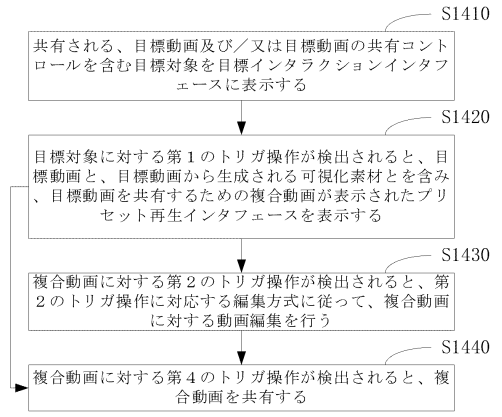 S1410
共有される、目標動画及び／又は目標動画の共有コント
ロールを含む目標対象を目標インタラクションインタフ
ェースに表示する
S1420
目標対象に対する第１のトリガ操作が検出されると、目
標動画と、目標動画から生成される可視化素材とを含み
、目標動画を共有するための複合動画が表示されたプリ
セット再生インタフェースを表示する
S1430
複合動画に対する第２のトリガ操作が検出されると、第
２のトリガ操作に対応する編集方式に従って、複合動画
に対する動画編集を行う
S1440
複合動画に対する第４のトリガ操作が検出されると、複
合動画を共有する